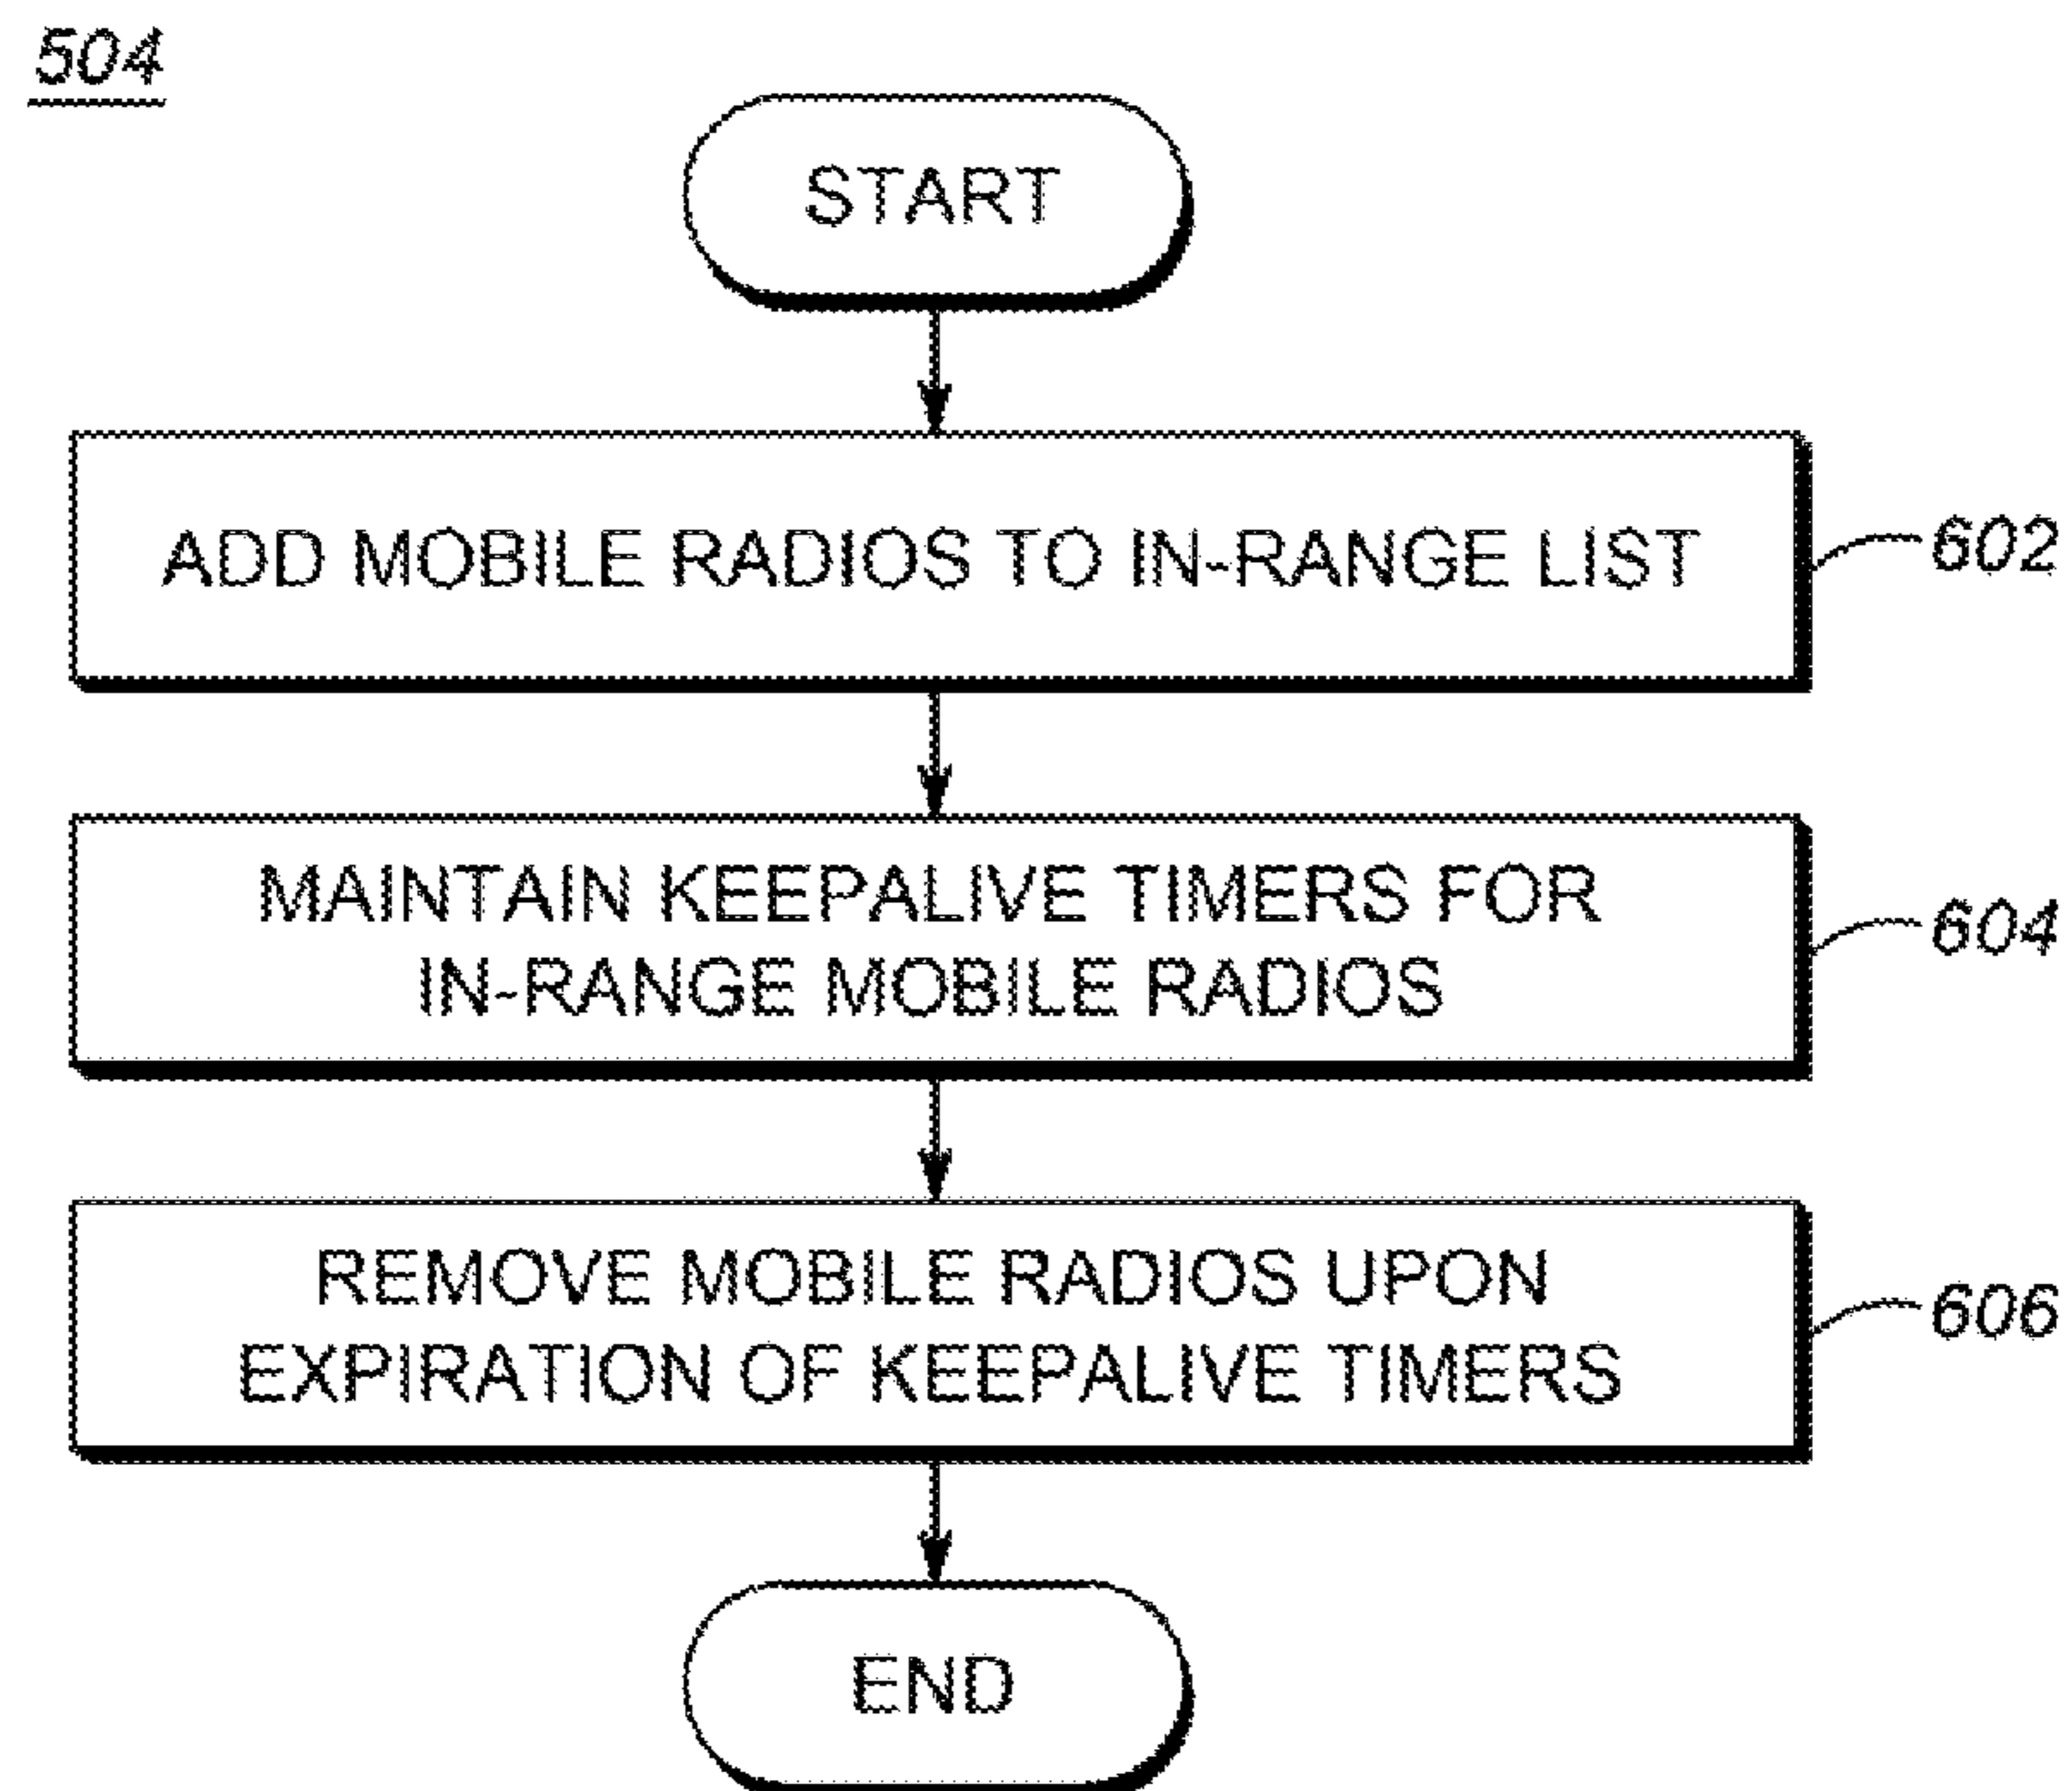 504
START
ADD MOBILE RADIOS TO IN-RANGE LIST
602
MAINTAIN KEEPALIVE TIMERS FOR
IN-RANGE MOBILE RADIOS
604
REMOVE MOBILE RADIOS UPON
EXPIRATION OF KEEPALIVE TIMERS
606
END